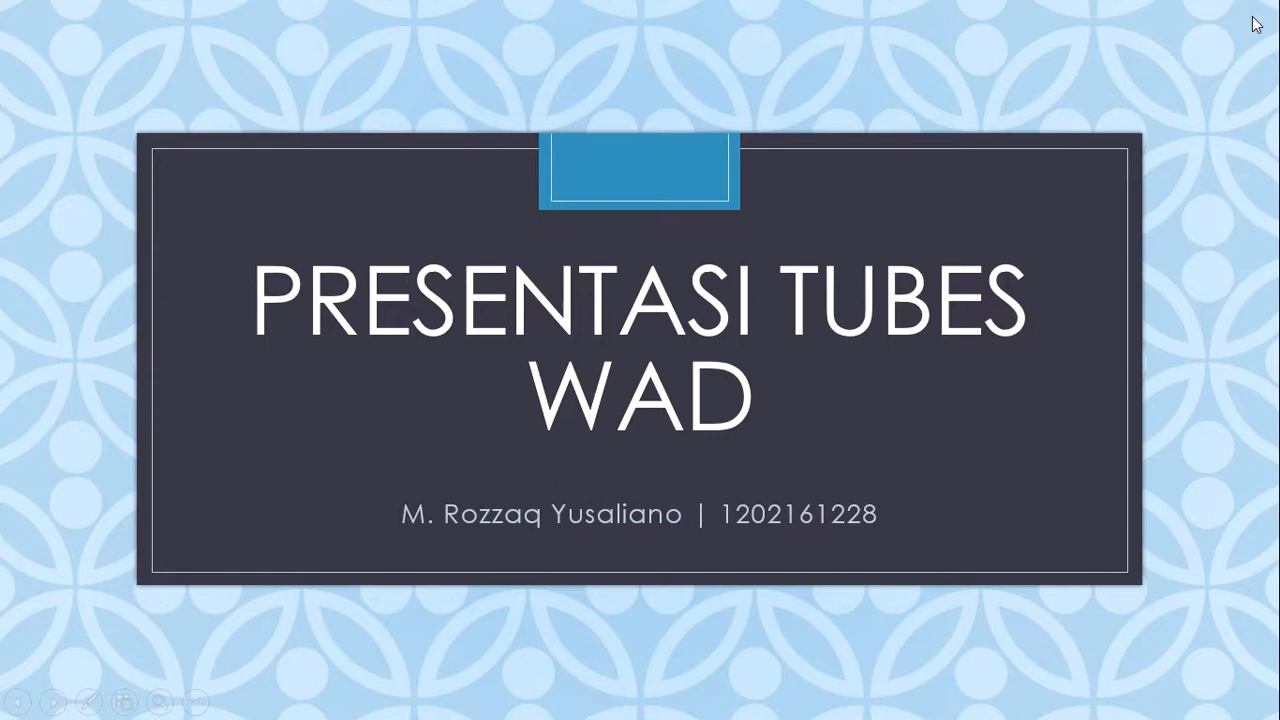 PRESENTASI TUBES
WAD
M. Rozzaq Yusaliano | 1202161228